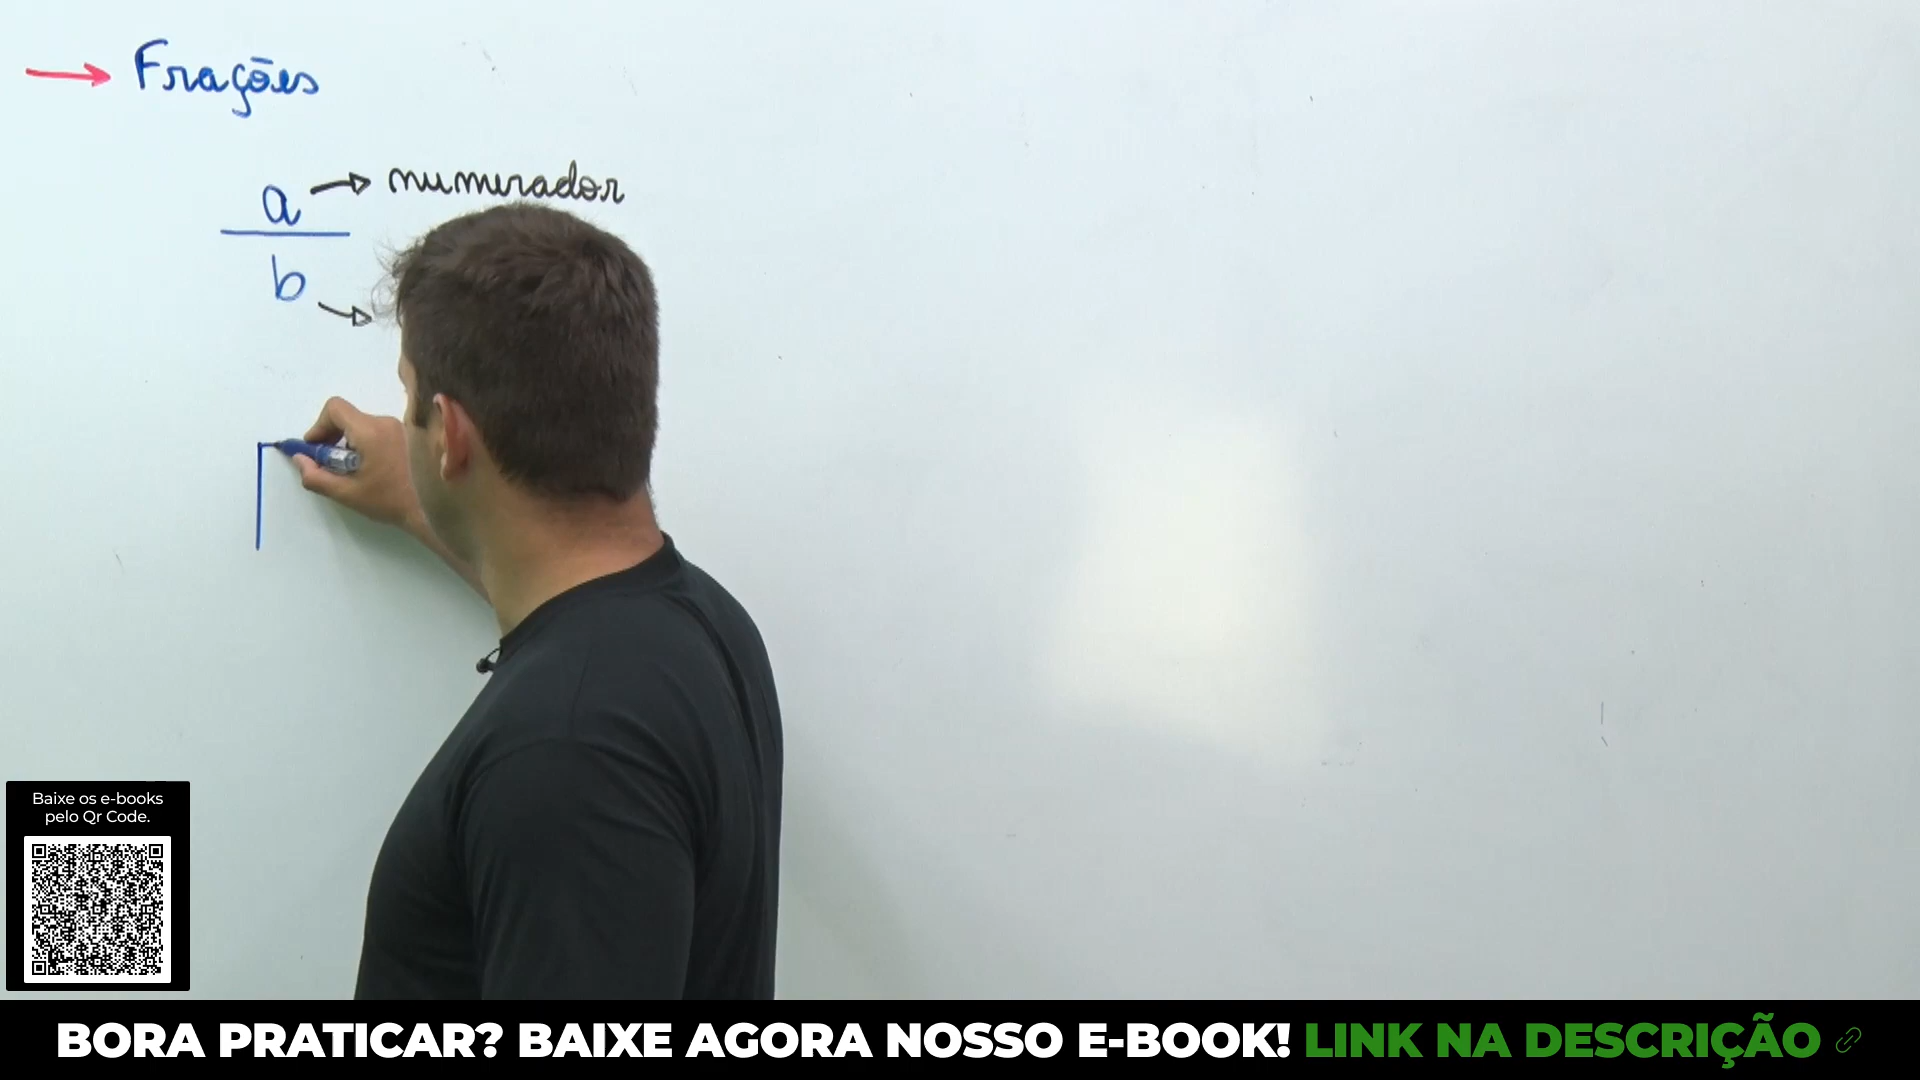 Frações
a numerador
b
Baixe os e-books
pelo Qr Code.
BORA PRATICAR? BAIXE AGORA NOSSO E-BOOK! LINK NA DESCRIÇÃO